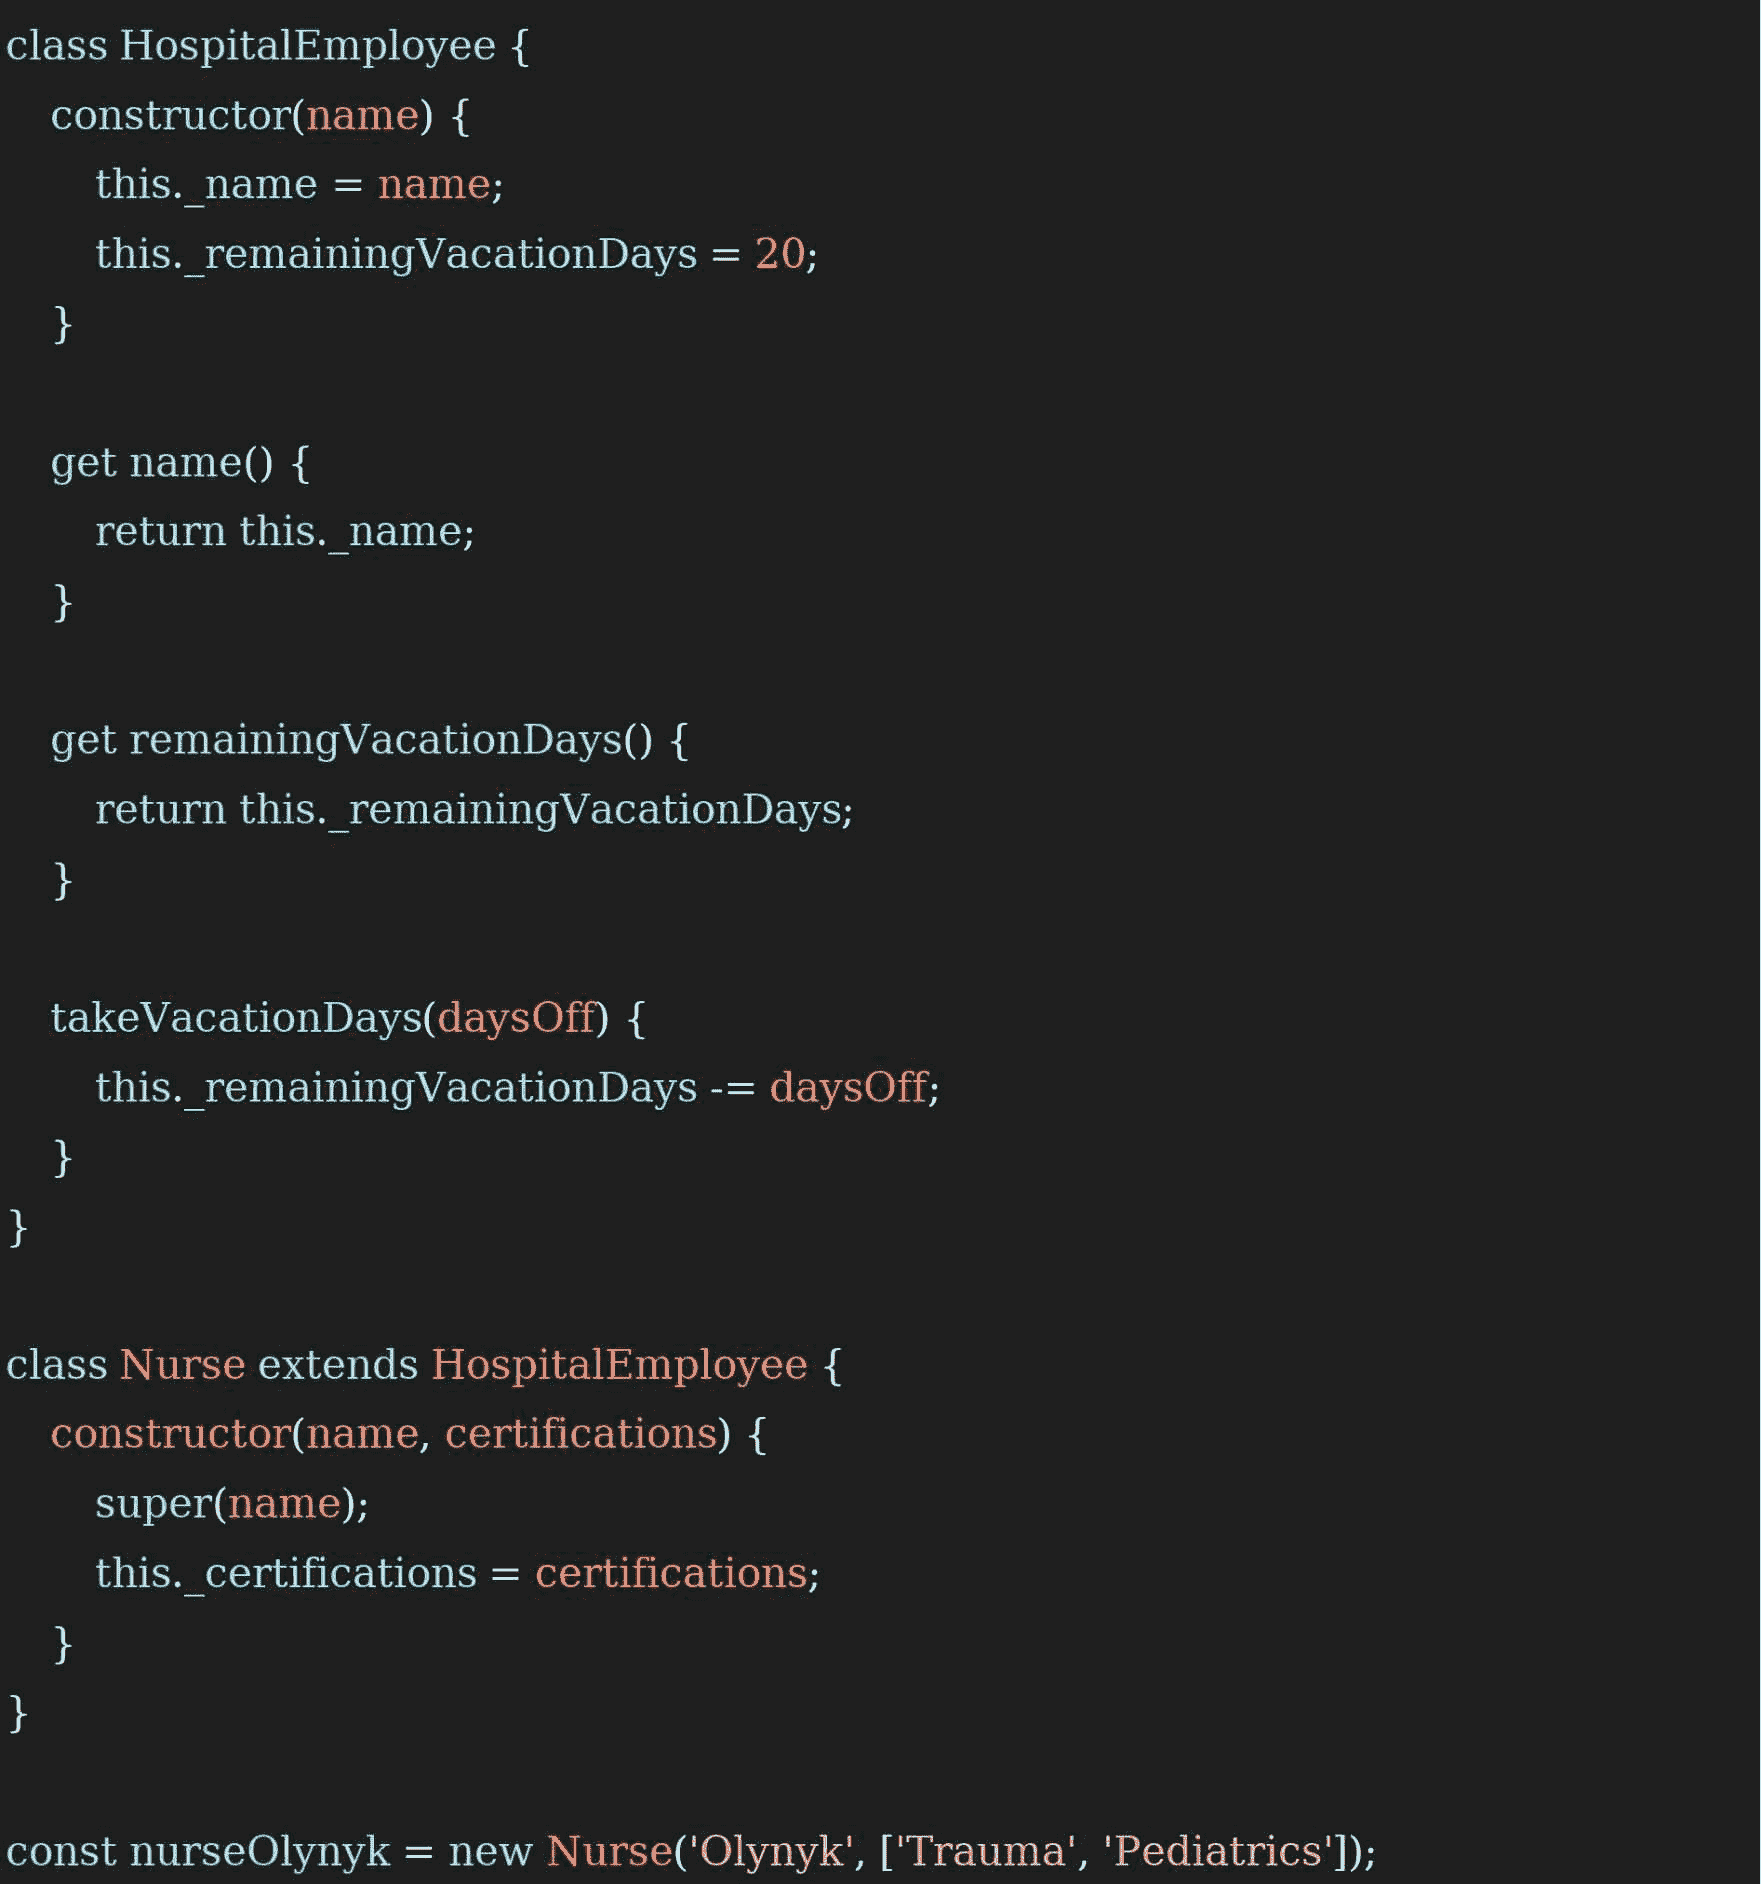 class HospitalEmployee {
    constructor(name) {
        this._name = name;
        this._remainingVacationDays = 20;
    }

    get name() {
        return this._name;
    }

    get remainingVacationDays() {
        return this._remainingVacationDays;
    }

    takeVacationDays(daysOff) {
        this._remainingVacationDays -= daysOff;
    }
}

class Nurse extends HospitalEmployee {
    constructor(name, certifications) {
        super(name);
        this._certifications = certifications;
    }
}

const nurseOlynyk = new Nurse('Olynyk', ['Trauma', 'Pediatrics']);